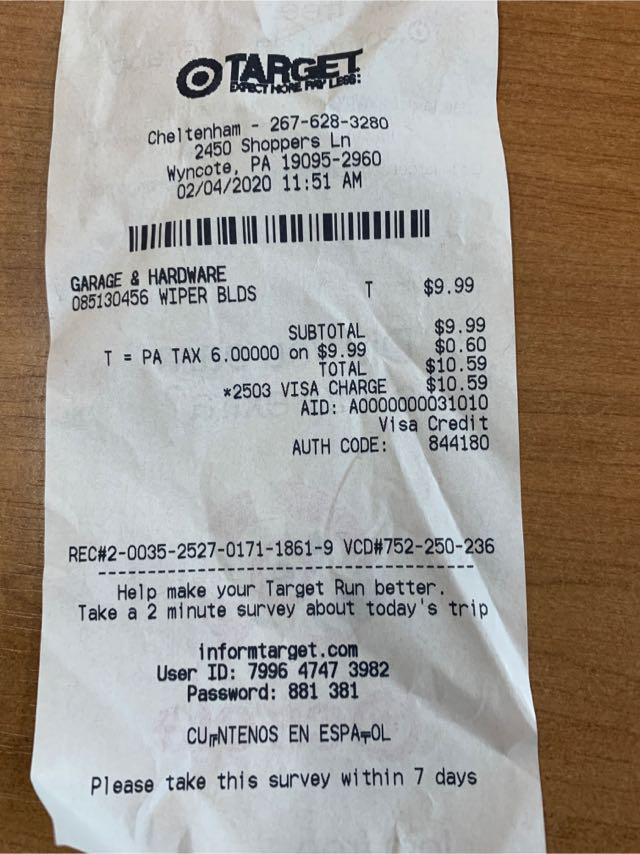 TARGET
EXPECT MORE PAY LESS:
Cheltenham - 267-628-3280
2450 Shoppers Ln
Wyncote, PA 19095-2960
02/04/2020 11:51 AM
GARAGE & HARDWARE
085130456 WIPER BLDS T $9.99
SUBTOTAL $9.99
T = PA TAX 6.00000 on $9.99 $0.60
TOTAL $10.59
*2503 VISA CHARGE $10.59
AID: A0000000031010
Visa Credit
AUTH CODE: 844180
REC#2-0035-2527-0171-1861-9 VCD#752-250-236
Help make your Target Run better.
Take a 2 minute survey about today's trip
informtarget.com
User ID: 7996 4747 3982
Password: 881 381
CU╓NTENOS EN ESPA╤OL
Please take this survey within 7 days